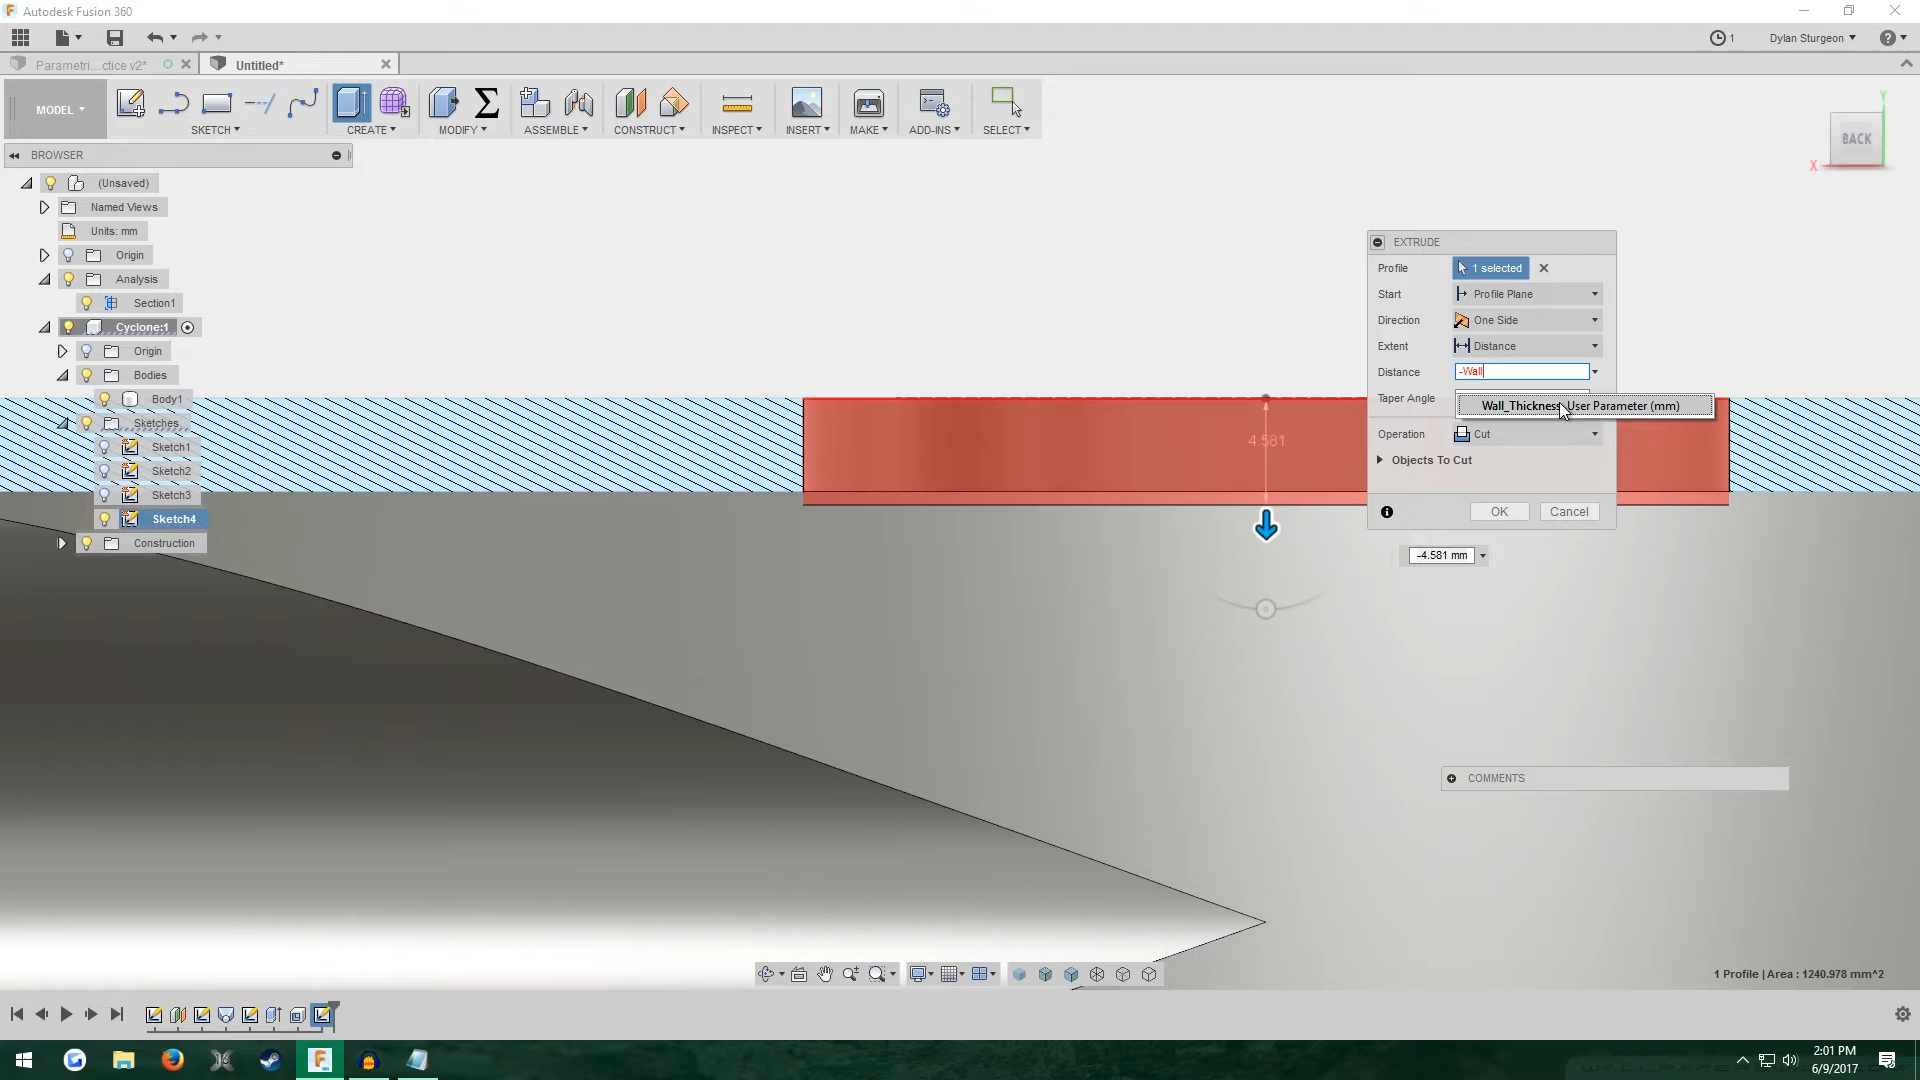 Autodesk Fusion 360
1
Dylan Sturgeon
Parametri...ctice v2*
Untitled*
MODEL
SKETCH
CREATE
MODIFY
ASSEMBLE
CONSTRUCT
INSPECT
INSERT
MAKE
ADD-INS
SELECT
BROWSER
(Unsaved)
Named Views
Units: mm
Origin
Analysis
Section1
Cyclone:1
Origin
Bodies
Body1
Sketches
Sketch1
Sketch2
Sketch3
Sketch4
Construction
Y
BACK
X
EXTRUDE
Profile 1 selected
Start Profile Plane
Direction One Side
Extent Distance
Distance -Wall
Taper Angle
Wall_Thickness User Parameter (mm)
Operation Cut
Objects To Cut
OK Cancel
4.581
-4.581 mm
COMMENTS
1 Profile | Area : 1240.978 mm^2
2:01 PM
6/9/2017